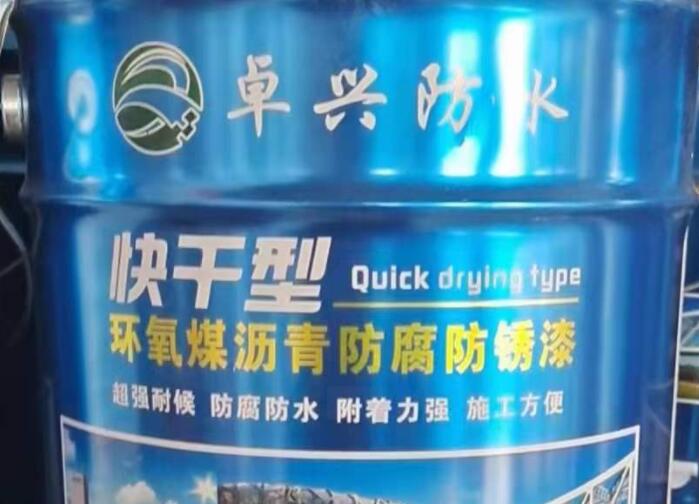 卓兴防水
快干型 Quick drying type
环氧煤沥青防腐防锈漆
超强耐候 防腐防水 附着力强 施工方便